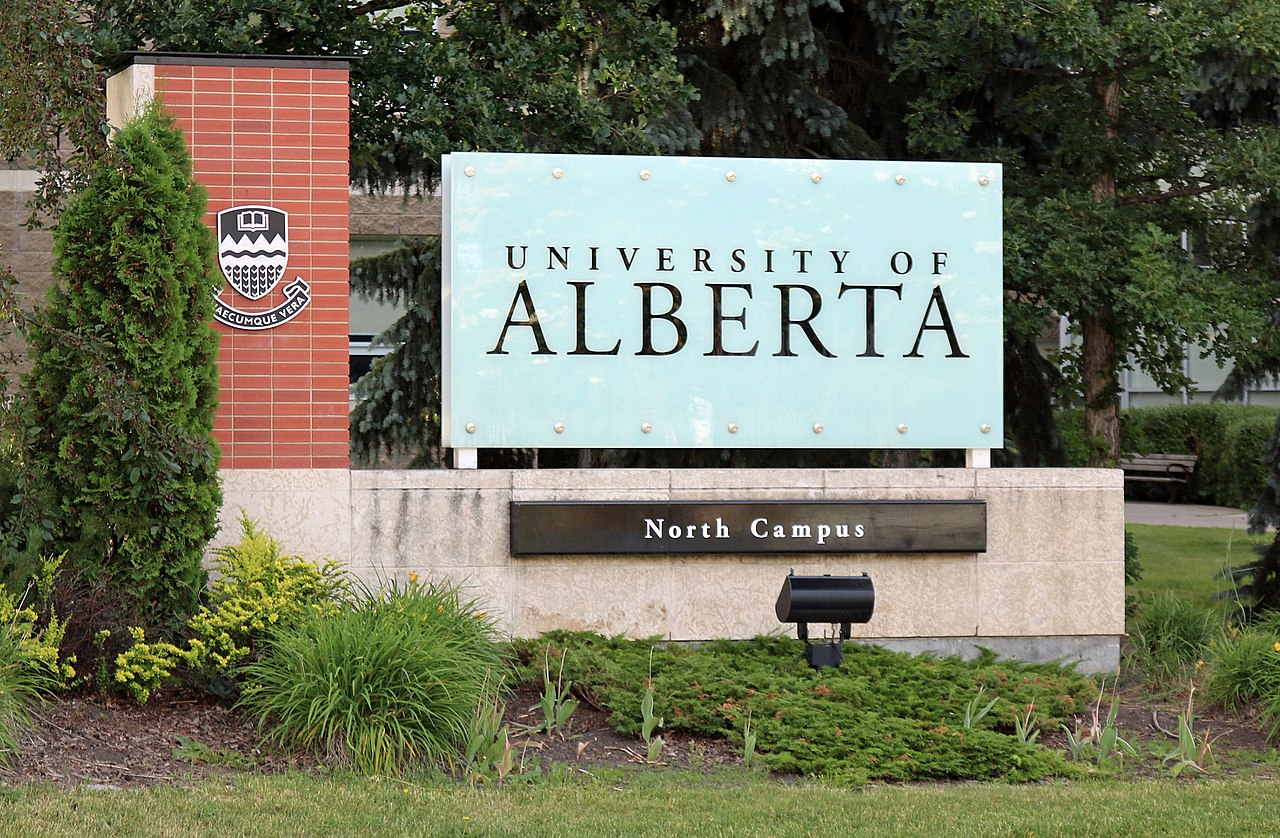 AECUMQUE VERA
UNIVERSITY OF
ALBERTA
North Campus